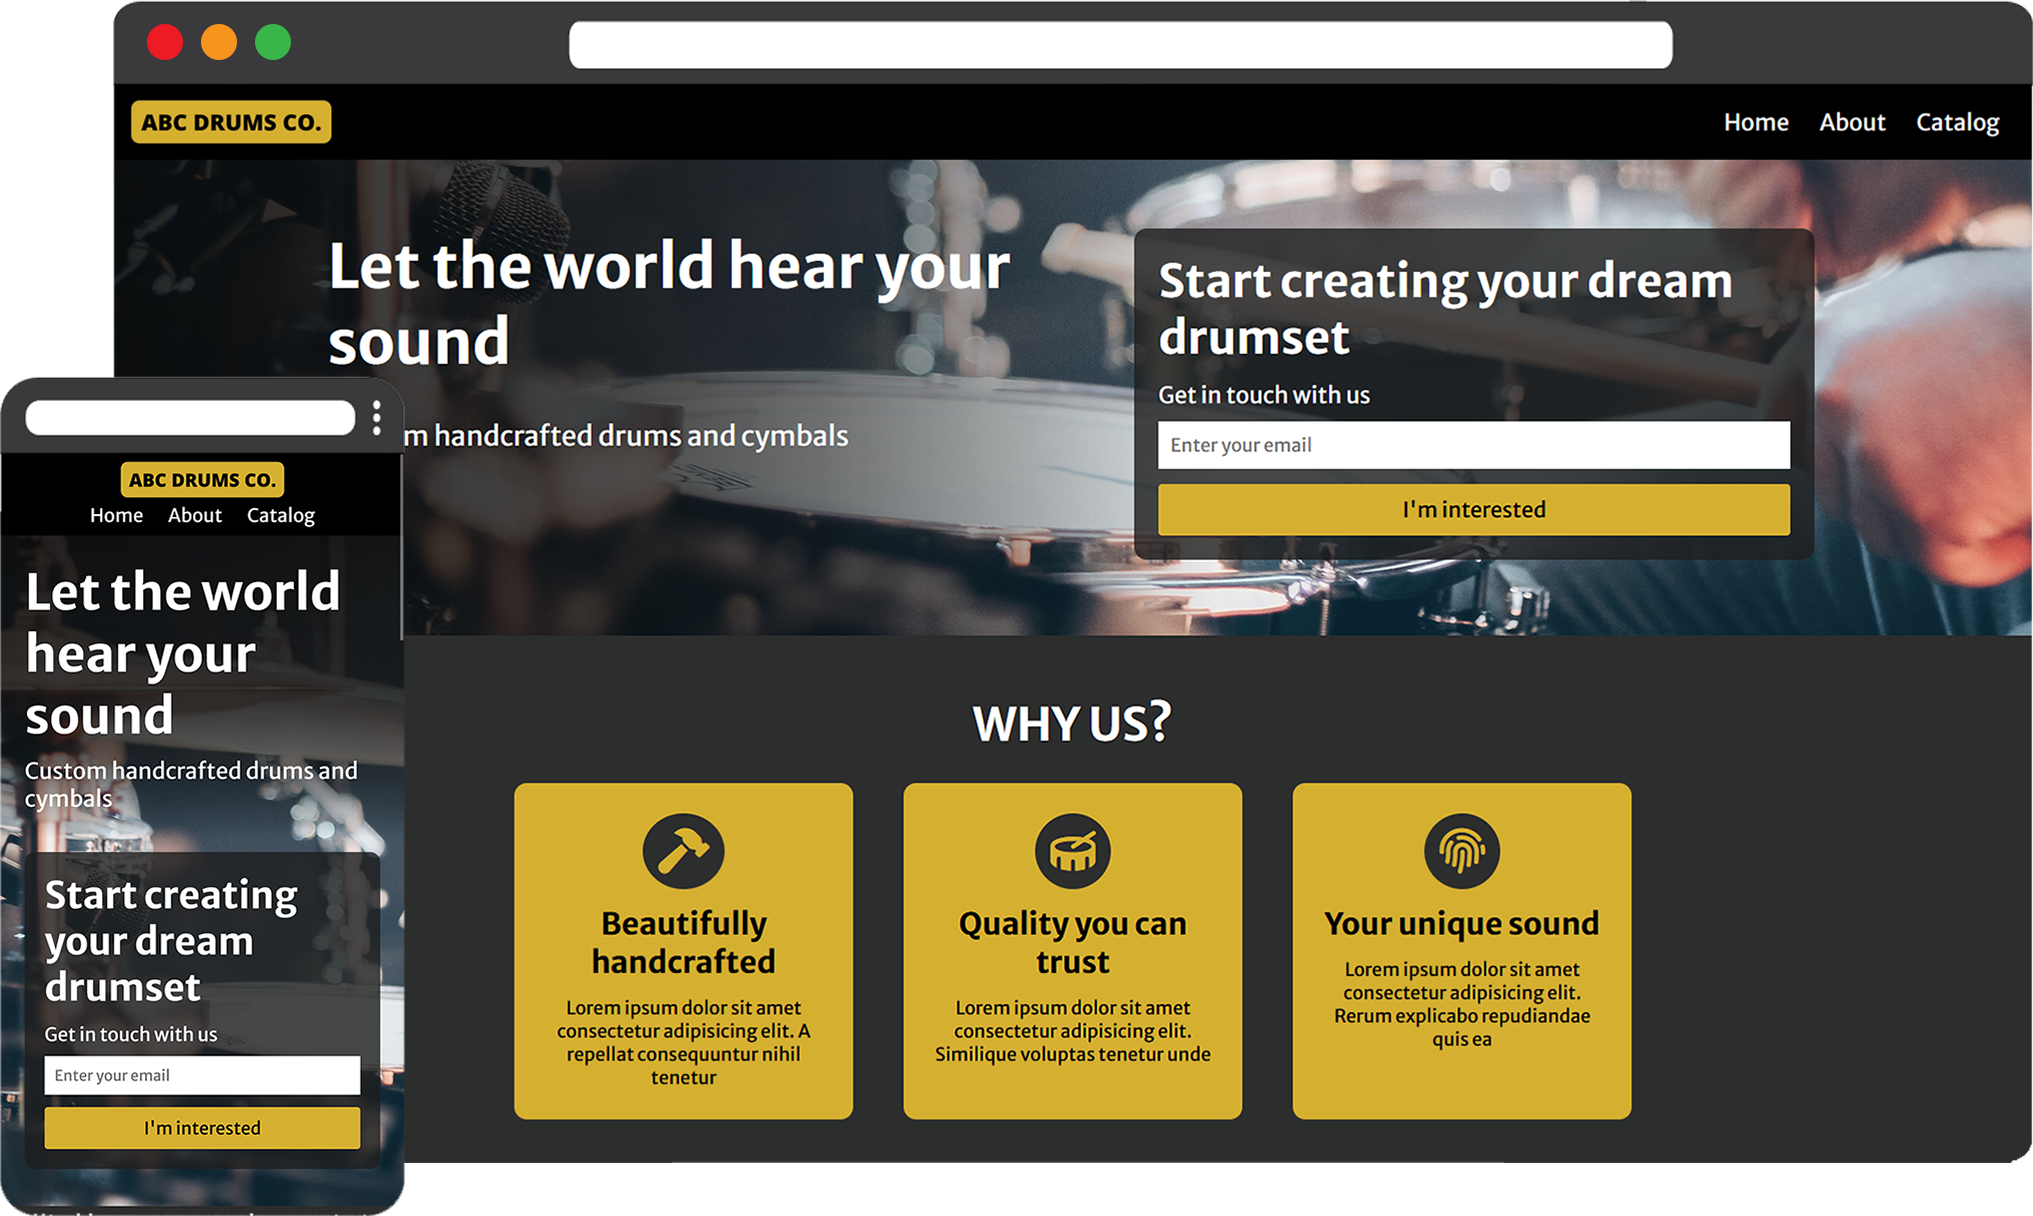 ABC DRUMS CO.
Home About Catalog
Let the world hear your
sound
m handcrafted drums and cymbals
Start creating your dream
drumset
Get in touch with us
Enter your email
I'm interested
WHY US?
Beautifully
handcrafted
Lorem ipsum dolor sit amet
consectetur adipisicing elit. A
repellat consequuntur nihil
tenetur
Quality you can
trust
Lorem ipsum dolor sit amet
consectetur adipisicing elit.
Similique voluptas tenetur unde
Your unique sound
Lorem ipsum dolor sit amet
consectetur adipisicing elit.
Rerum explicabo repudiandae
quis ea
ABC DRUMS CO.
Home About Catalog
Let the world
hear your
sound
Custom handcrafted drums and
cymbals
Start creating
your dream
drumset
Get in touch with us
Enter your email
I'm interested